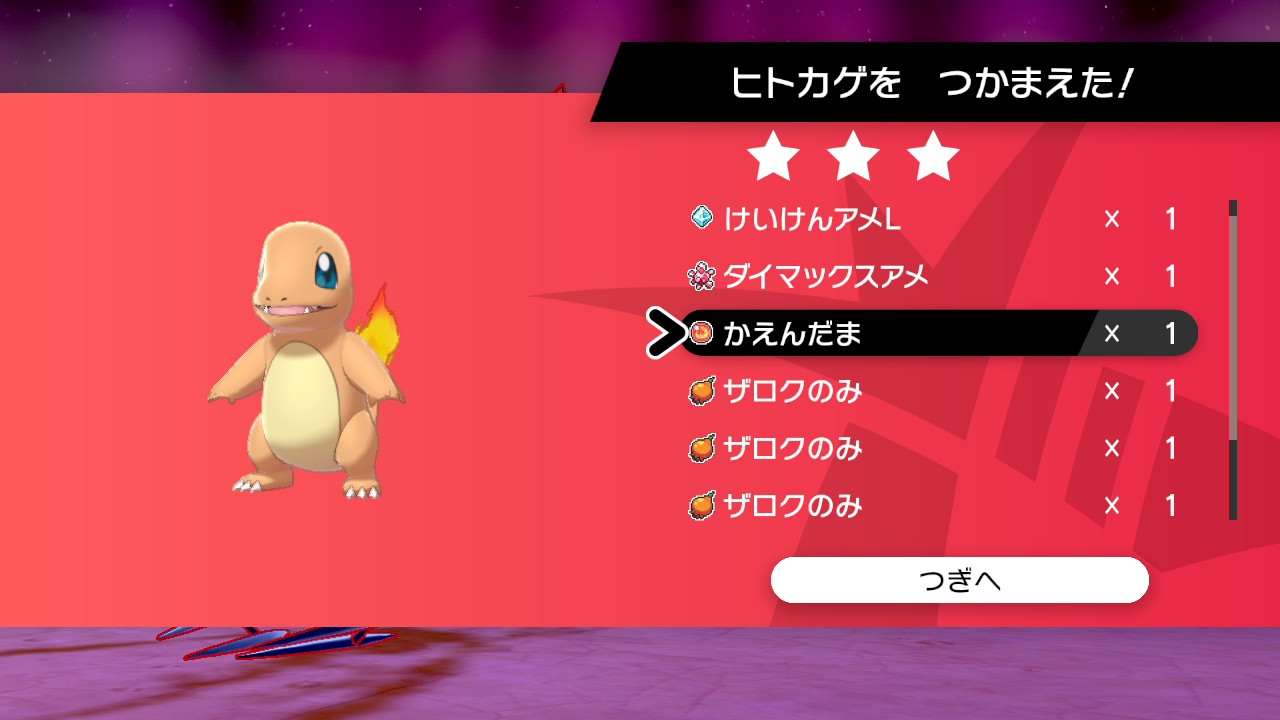 ヒトカゲを　つかまえた!
けいけんアメL × 1
ダイマックスアメ × 1
かえんだま × 1
ザロクのみ × 1
ザロクのみ × 1
ザロクのみ × 1
つぎへ